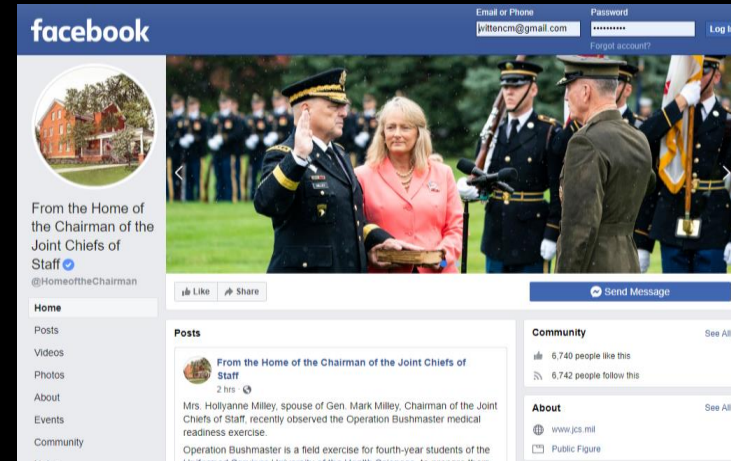 facebook
Email or Phone
Password
wittencm@gmail.com
Log
Forgot account?
From the Home of
the Chairman of the
Joint Chiefs of
Staff
@HomeoftheChairman
Home
Posts
Videos
Photos
About
Events
Community
Like
Share
Send Message
Posts
From the Home of the Chairman of the Joint Chiefs of
Staff
2 hrs
Mrs. Hollyanne Milley, spouse of Gen. Mark Milley, Chairman of the Joint
Chiefs of Staff, recently observed the Operation Bushmaster medical
readiness exercise.
Operation Bushmaster is a field exercise for fourth-year students of the
Community
See All
6,740 people like this
6,742 people follow this
About
See All
www.jcs.mil
Public Figure